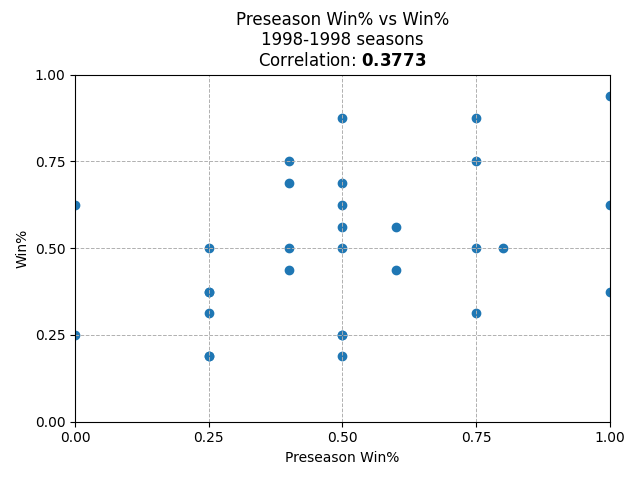 Preseason Win% vs Win%
1998-1998 seasons
Correlation: 0.3773
1.00
0.75
0.50
0.25
0.00
Win%
0.00 0.25 0.50 0.75 1.00
Preseason Win%